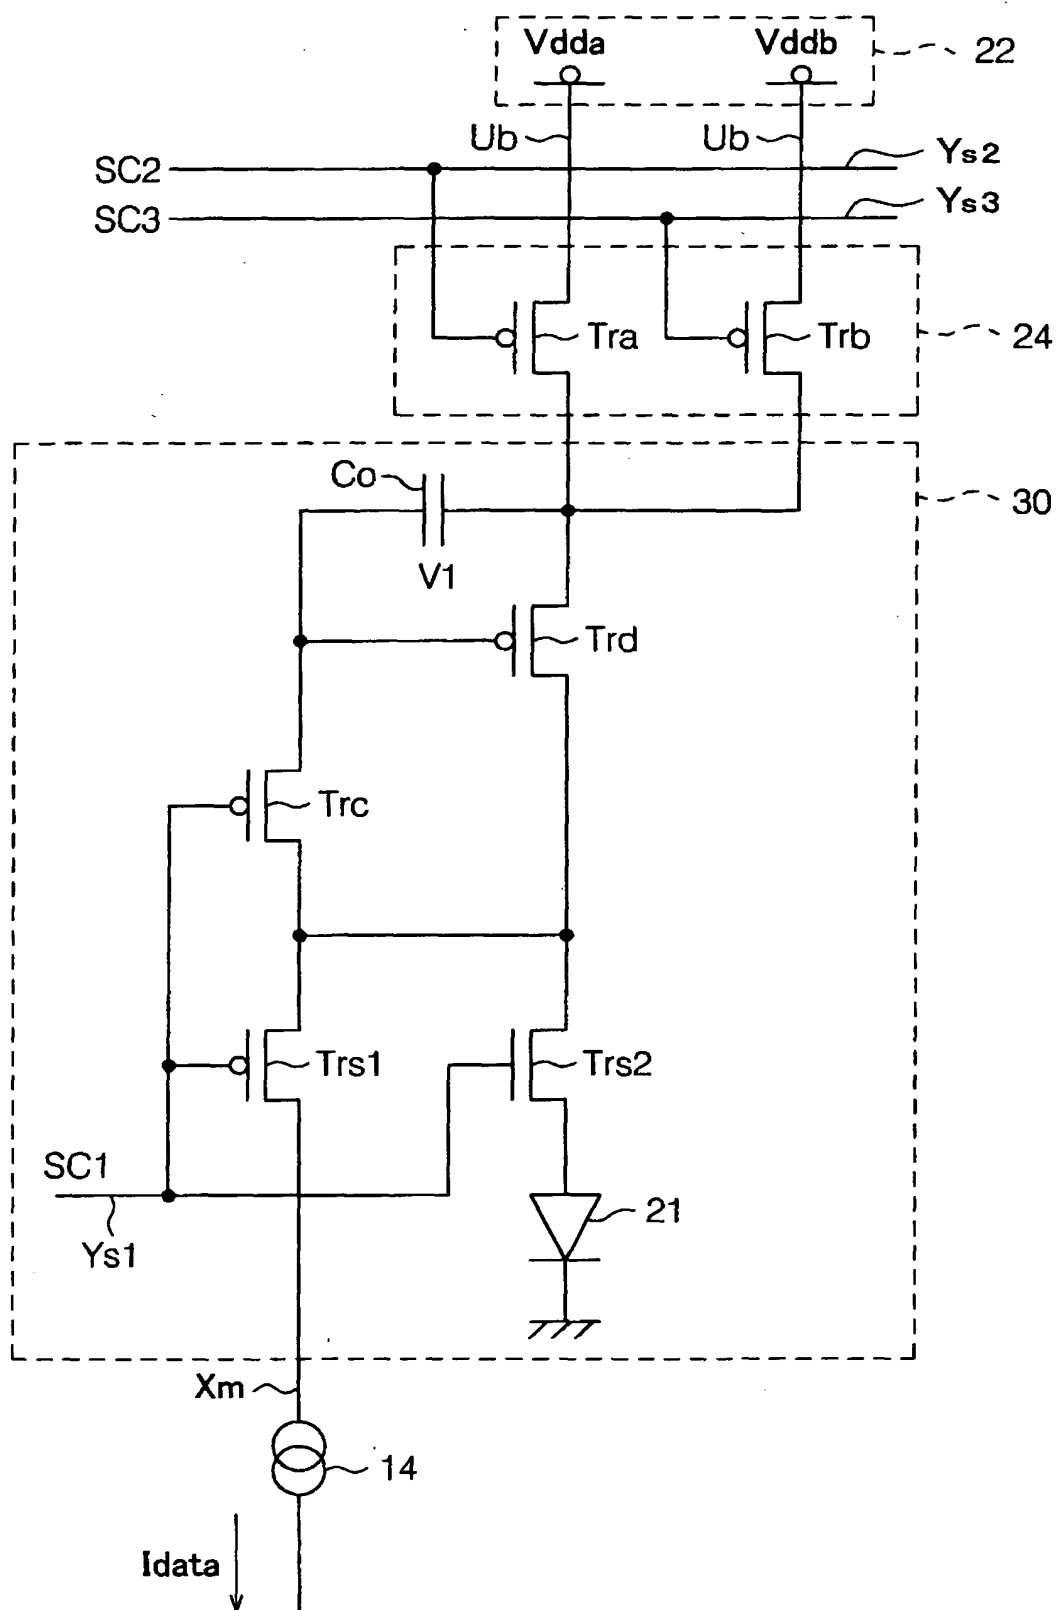 Vdda Vddb
22
Ub Ub
SC2 Ys2
SC3 Ys3
Tra Trb
24
Co
30
V1
Trd
Trc
Trs1 Trs2
SC1
21
Ys1
Xm
14
Idata